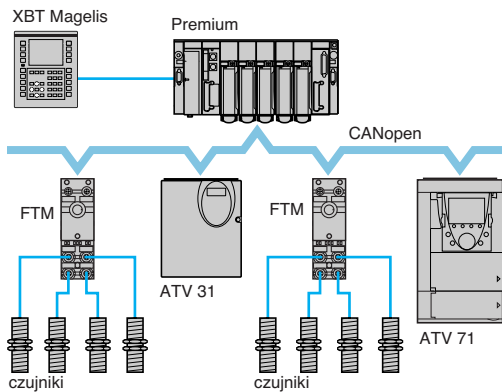 XBT Magelis
Premium
CANopen
FTM
FTM
ATV 31
ATV 71
czujniki
czujniki